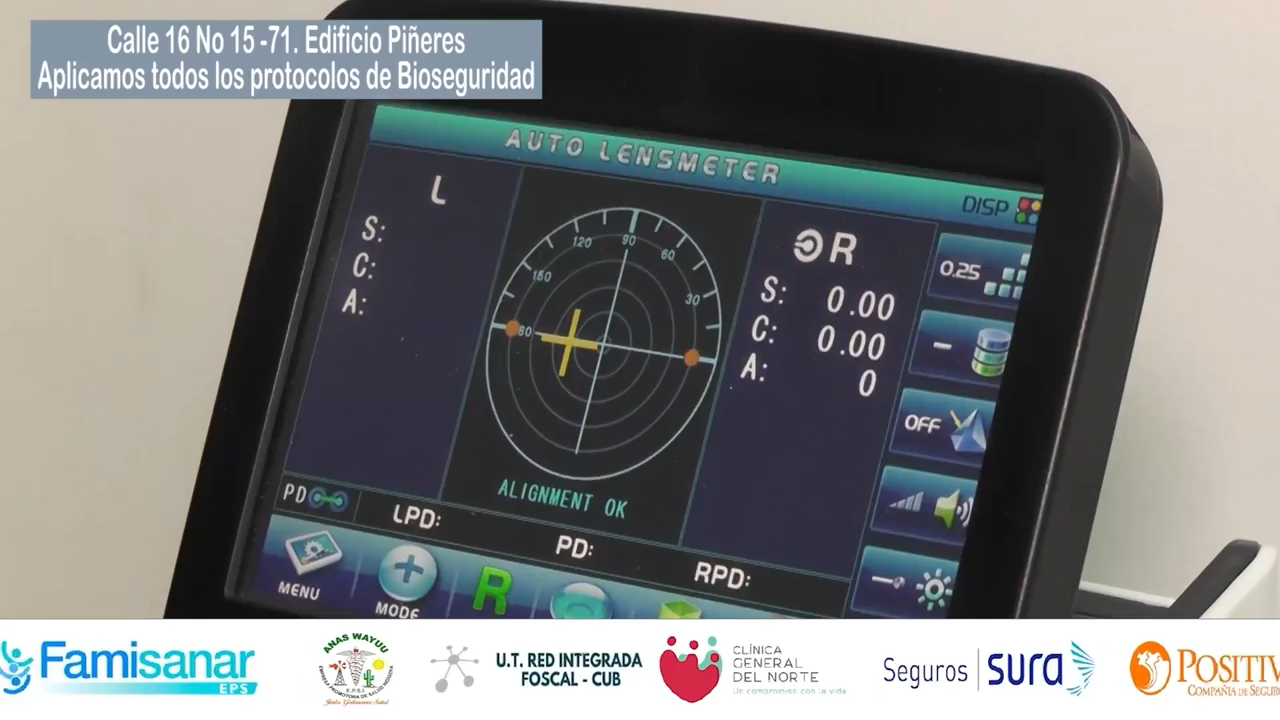 Calle 16 No 15 -71. Edificio Piñeres
Aplicamos todos los protocolos de Bioseguridad
AUTO LENSMETER
DISP
L
S:
C:
A:
120
90
60
150
30
R
S: 0.00
C: 0.00
A: 0
0.25
-
OFF
ALIGNMENT OK
PD
LPD:
PD:
RPD:
MENU
MODE
R
Famisanar
EPS
ANAS WAYUU
E.P.S.I.
U.T. RED INTEGRADA
FOSCAL - CUB
CLÍNICA
GENERAL
DEL NORTE
Un compromiso con la vida
Seguros sura
POSITIV
COMPAÑIA DE SEGURO